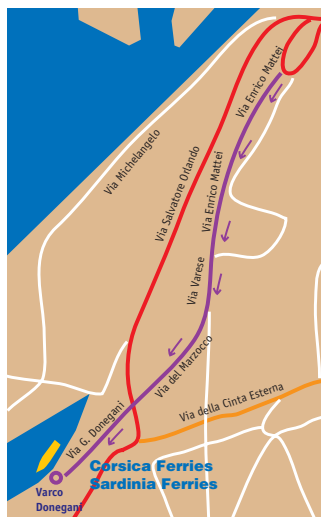 Via Enrico Mattei
Via Michelangelo
Via Salvatore Orlando
Via Enrico Mattei
Via Varese
Via del Marzocco
Via della Cinta Esterna
Via G. Donegani
Corsica Ferries
Sardinia Ferries
Varco
Donegani